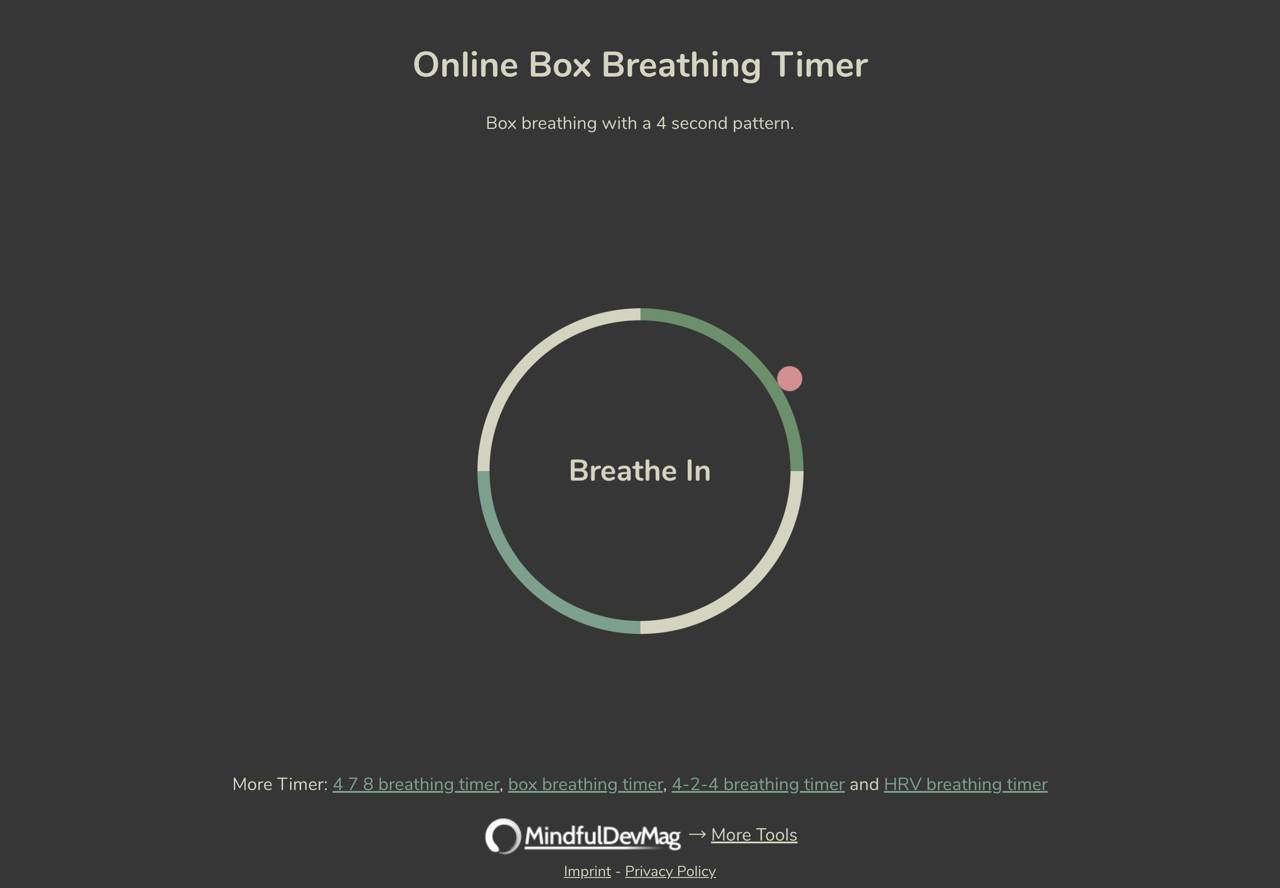 Online Box Breathing Timer
Box breathing with a 4 second pattern.
Breathe In
More Timer: 4 7 8 breathing timer, box breathing timer, 4-2-4 breathing timer and HRV breathing timer
MindfulDevMag → More Tools
Imprint - Privacy Policy